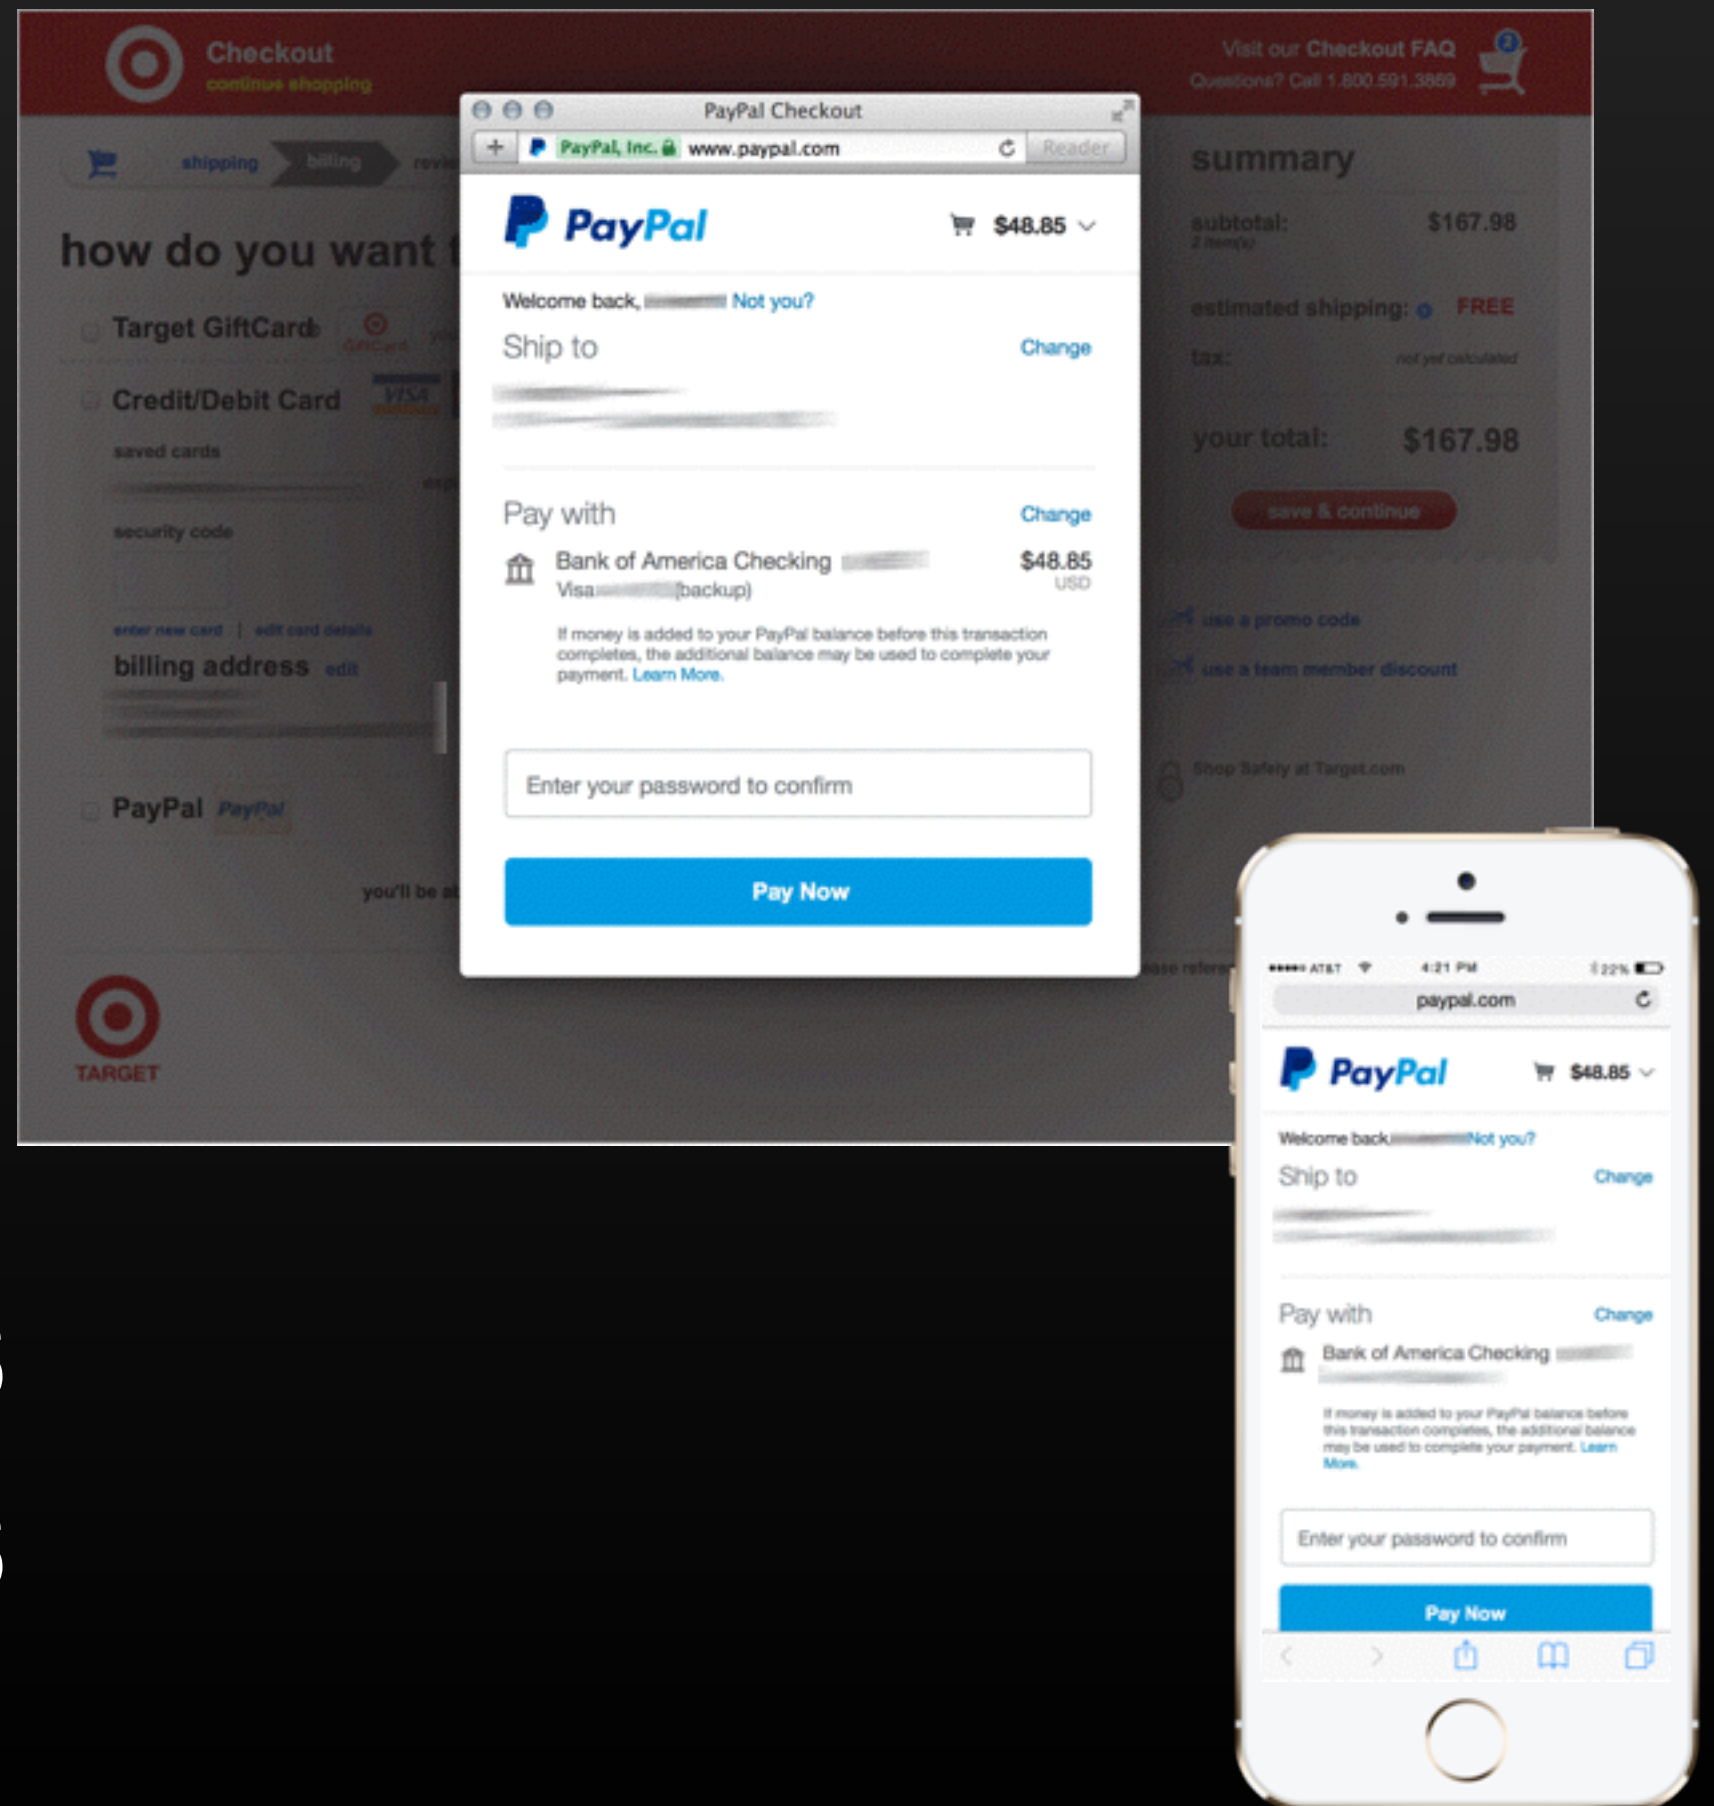 Checkout
continue shopping
Visit our Checkout FAQ
Questions? Call 1.800.591.3869
2
shipping
billing
how do you want
Target GiftCard
GiftCard
Credit/Debit Card
VISA
saved cards
security code
enter new card | edit card details
billing address edit
PayPal PayPal
you'll be
TARGET
PayPal Checkout
+
PayPal, Inc. www.paypal.com
Reader
PayPal
$48.85
Welcome back, Not you?
Ship to
Change
Pay with
Change
Bank of America Checking
$48.85
Visa (backup)
USD
If money is added to your PayPal balance before this transaction
completes, the additional balance may be used to complete your
payment. Learn More.
Enter your password to confirm
Pay Now
summary
subtotal: $167.98
2 item(s)
estimated shipping: FREE
tax: not yet calculated
your total: $167.98
save & continue
use a promo code
use a team member discount
Shop Safely at Target.com
AT&T 4:21 PM 22%
paypal.com
PayPal
$48.85
Welcome back, Not you?
Ship to
Change
Pay with
Change
Bank of America Checking
If money is added to your PayPal balance before
this transaction completes, the additional balance
may be used to complete your payment. Learn
More.
Enter your password to confirm
Pay Now